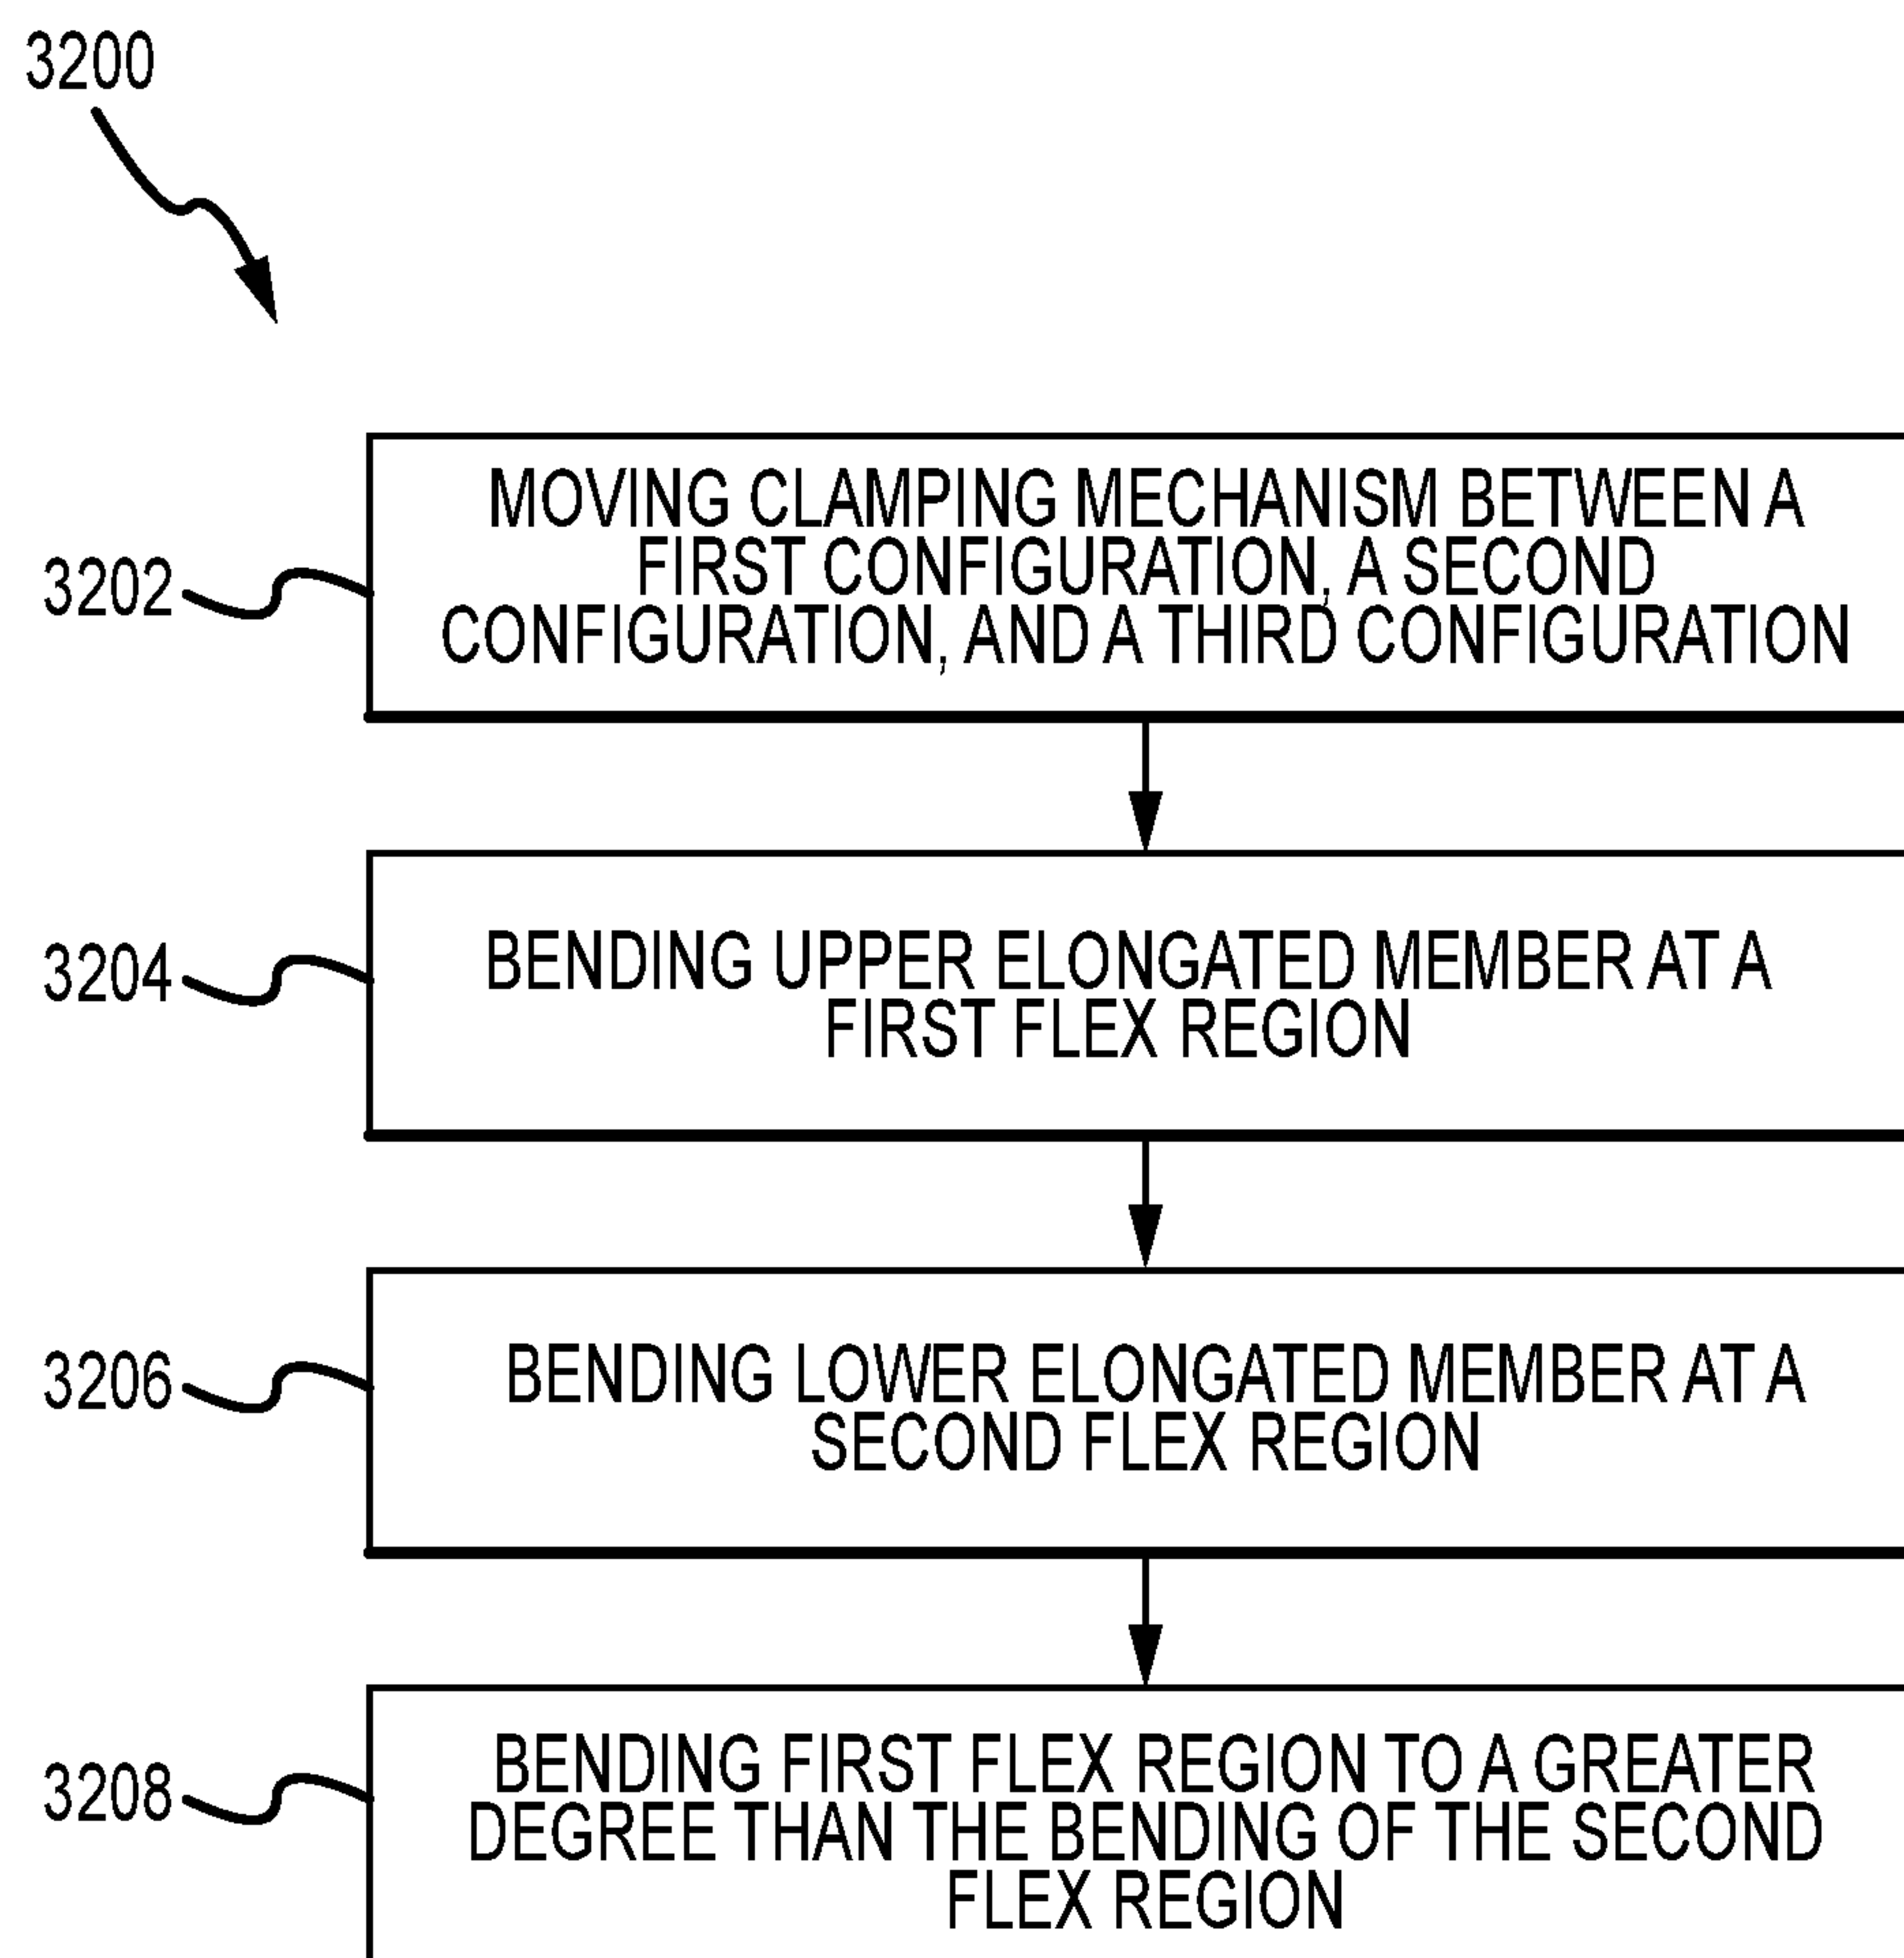 3200
MOVING CLAMPING MECHANISM BETWEEN A
FIRST CONFIGURATION, A SECOND
CONFIGURATION, AND A THIRD CONFIGURATION
3202
BENDING UPPER ELONGATED MEMBER AT A
FIRST FLEX REGION
3204
BENDING LOWER ELONGATED MEMBER AT A
SECOND FLEX REGION
3206
BENDING FIRST FLEX REGION TO A GREATER
DEGREE THAN THE BENDING OF THE SECOND
FLEX REGION
3208